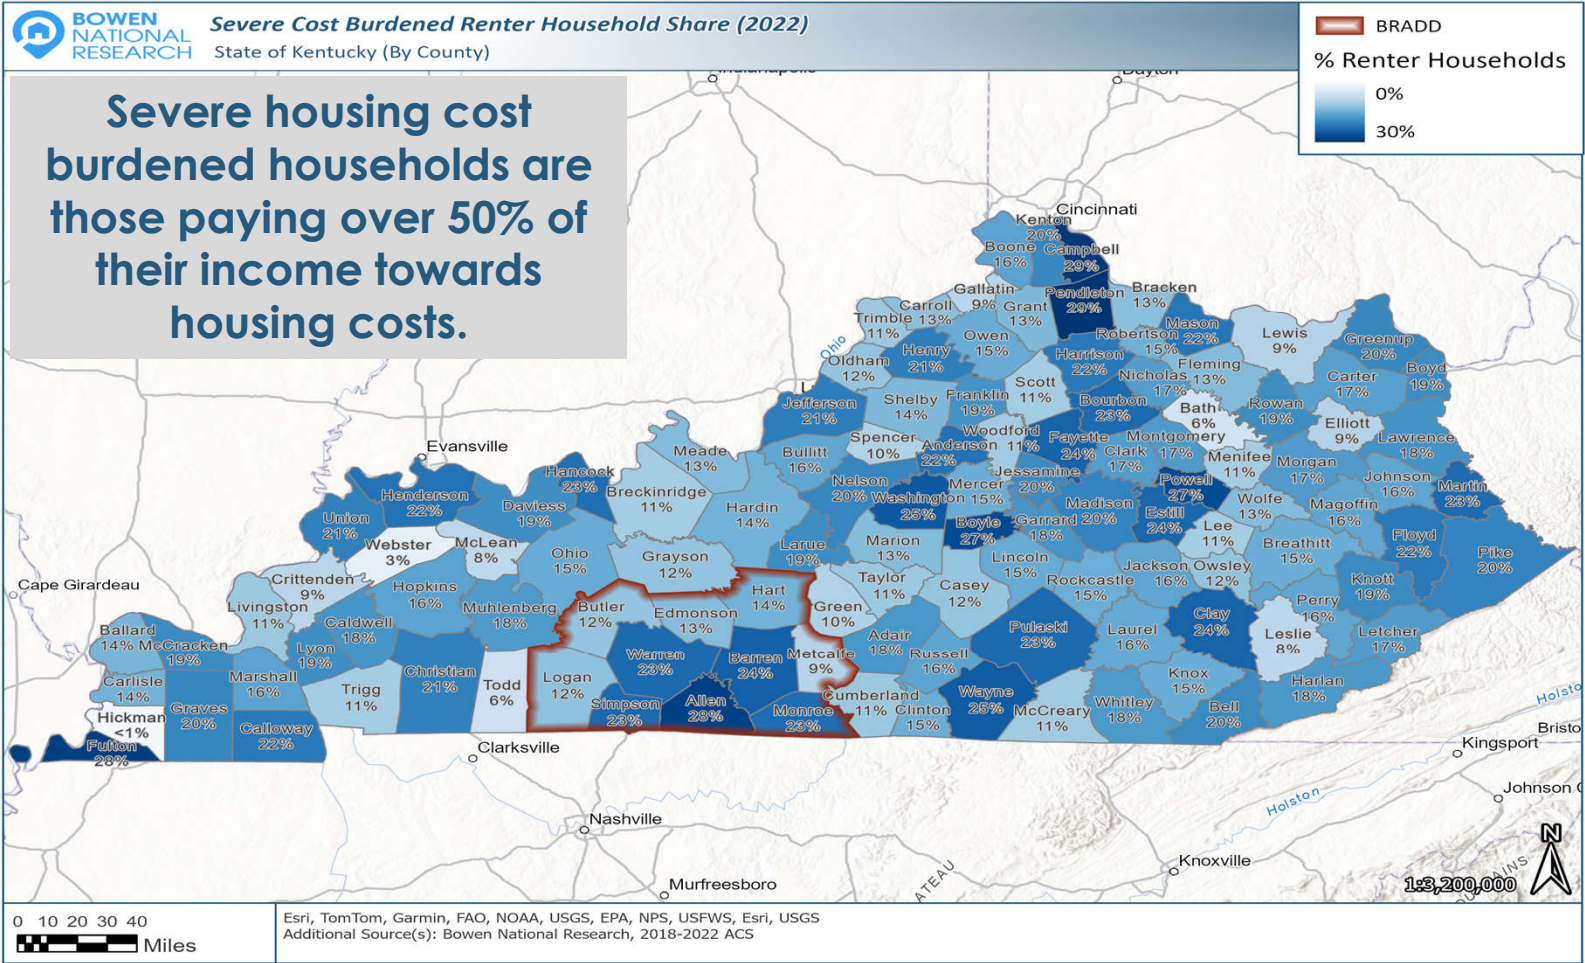 BOWEN
NATIONAL
RESEARCH
Severe Cost Burdened Renter Household Share (2022)
State of Kentucky (By County)
BRADD
% Renter Households
0%
30%
Severe housing cost
burdened households are
those paying over 50% of
their income towards
housing costs.
Indianapolis
Dayton
Cincinnati
Kenton
20%
Boone
16%
Campbell
29%
Gallatin
9%
Pendleton
29%
Bracken
13%
Carroll
13%
Grant
13%
Trimble
11%
Mason
22%
Robertson
15%
Lewis
9%
Greenup
20%
Owen
15%
Henry
21%
Ohio
Oldham
12%
Harrison
22%
Fleming
13%
Nicholas
17%
Carter
17%
Boyd
19%
Scott
11%
Jefferson
21%
Shelby
14%
Franklin
19%
Bourbon
23%
Bath
6%
Rowan
19%
Elliott
9%
Lawrence
18%
Spencer
10%
Anderson
22%
Woodford
11%
Fayette
24%
Montgomery
17%
Clark
17%
Menifee
11%
Morgan
17%
Evansville
Meade
13%
Bullitt
16%
Nelson
20%
Jessamine
20%
Mercer
15%
Johnson
16%
Martin
23%
Powell
27%
Hancock
23%
Breckinridge
11%
Henderson
22%
Daviess
19%
Washington
25%
Madison
20%
Estill
24%
Wolfe
13%
Magoffin
16%
Union
21%
Hardin
14%
Boyle
27%
Garrard
18%
Lee
11%
Floyd
22%
Pike
20%
Webster
3%
McLean
8%
Ohio
15%
Grayson
12%
Larue
19%
Marion
13%
Lincoln
15%
Breathitt
15%
Cape Girardeau
Crittenden
9%
Hopkins
16%
Taylor
11%
Casey
12%
Rockcastle
15%
Jackson
16%
Owsley
12%
Knott
19%
Hart
14%
Livingston
11%
Muhlenberg
18%
Butler
12%
Edmonson
13%
Green
10%
Perry
16%
Caldwell
18%
Clay
24%
Ballard
14%
McCracken
19%
Lyon
19%
Adair
18%
Pulaski
23%
Laurel
16%
Leslie
8%
Letcher
17%
Warren
23%
Barren
24%
Metcalfe
9%
Russell
16%
Carlisle
14%
Marshall
16%
Trigg
11%
Christian
21%
Todd
6%
Logan
12%
Knox
15%
Harlan
18%
Hickman
<1%
Graves
20%
Calloway
22%
Simpson
23%
Allen
28%
Monroe
23%
Cumberland
11%
Clinton
15%
Wayne
25%
McCreary
11%
Whitley
18%
Bell
20%
Fulton
28%
Clarksville
Kingsport
Holston
Nashville
Knoxville
Murfreesboro
N
1:3,200,000
0 10 20 30 40
Miles
Esri, TomTom, Garmin, FAO, NOAA, USGS, EPA, NPS, USFWS, Esri, USGS
Additional Source(s): Bowen National Research, 2018-2022 ACS